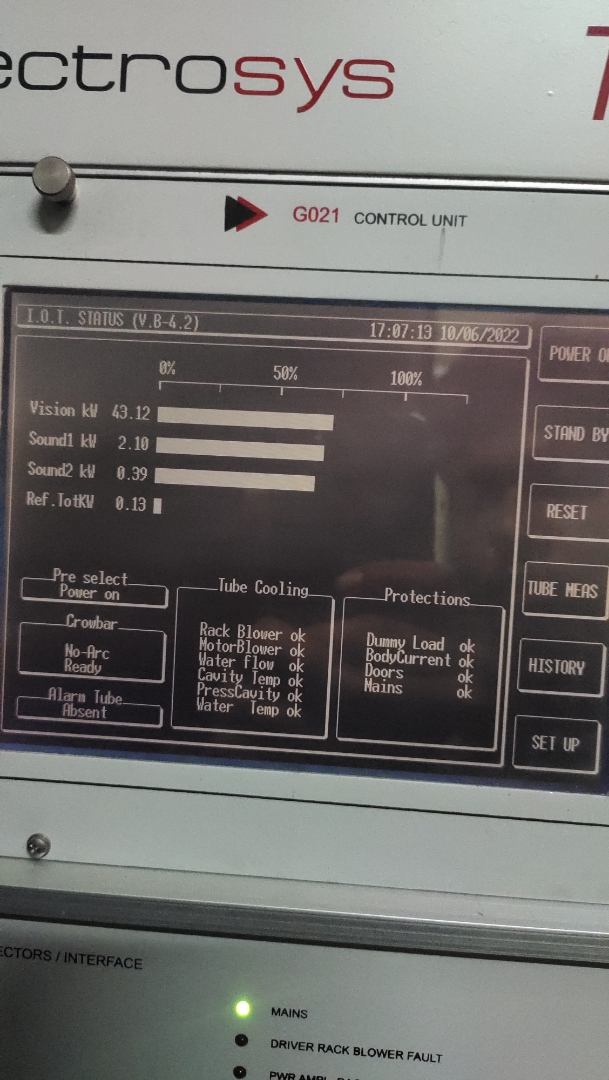 ectrosys
G021 CONTROL UNIT
I.O.T. STATUS (V.B-4.2) 17:07:13 10/06/2022
0% 50% 100%
Vision kW 43.12
Sound1 kW 2.10
Sound2 kW 0.39
Ref.TotKW 0.13
Pre select
Power on
Crowbar
No-Arc
Ready
Alarm Tube
Absent
Tube Cooling
Rack Blower ok
MotorBlower ok
Water flow ok
Cavity Temp ok
PressCavity ok
Water Temp ok
Protections
Dummy Load ok
BodyCurrent ok
Doors ok
Mains ok
POWER O
STAND BY
RESET
TUBE MEAS
HISTORY
SET UP
ECTORS / INTERFACE
MAINS
DRIVER RACK BLOWER FAULT
PWR AMPL